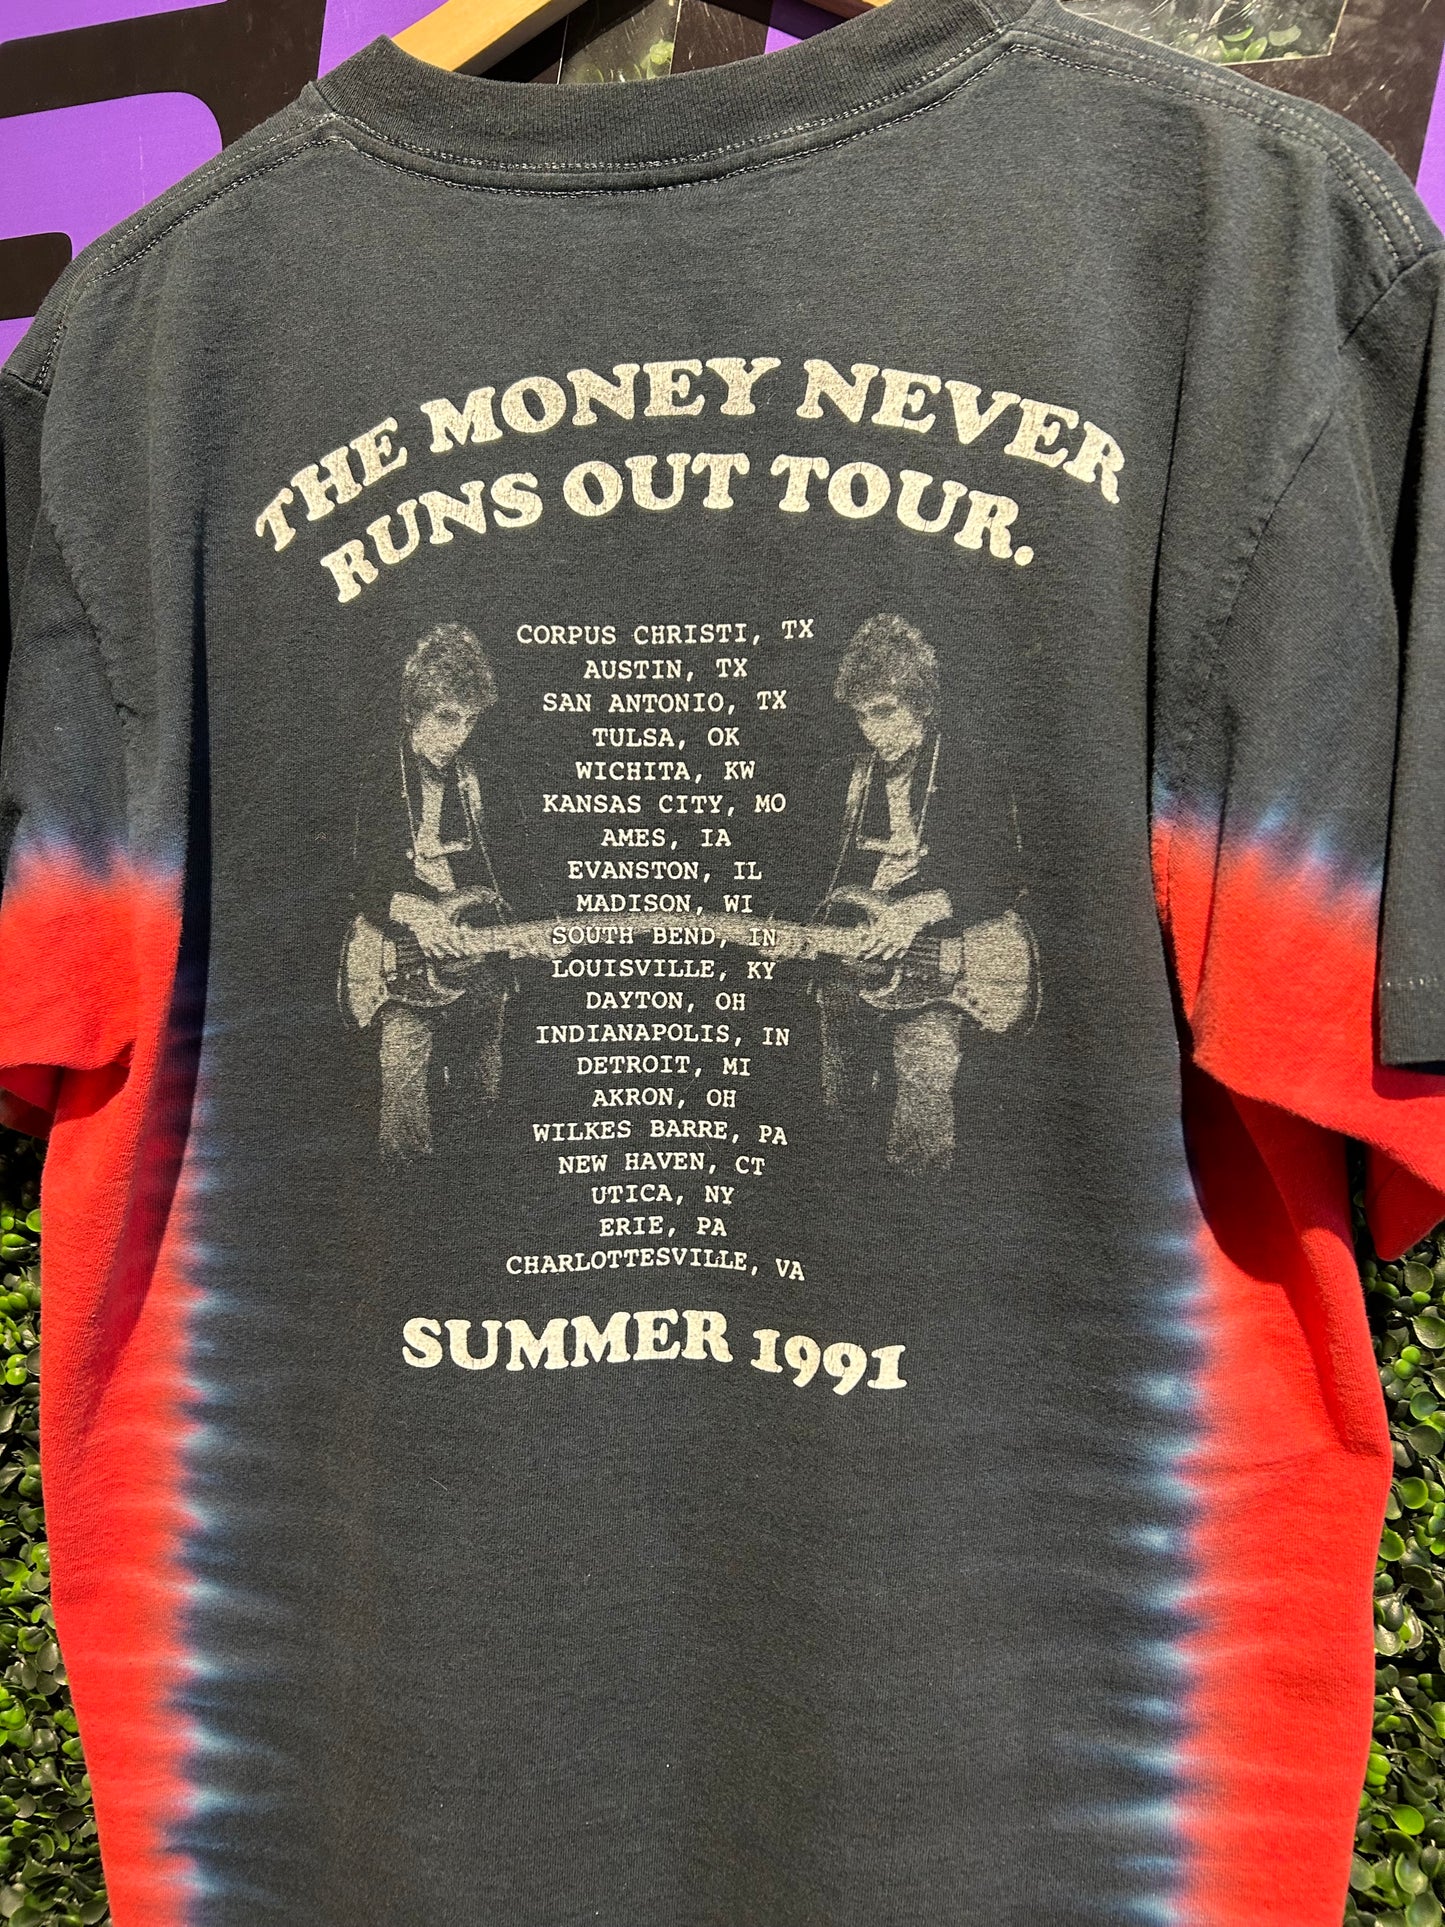 THE MONEY NEVER
RUNS OUT TOUR.
CORPUS CHRISTI, TX
AUSTIN, TX
SAN ANTONIO, TX
TULSA, OK
WICHITA, KW
KANSAS CITY, MO
AMES, IA
EVANSTON, IL
MADISON, WI
SOUTH BEND, IN
LOUISVILLE, KY
DAYTON, OH
INDIANAPOLIS, IN
DETROIT, MI
AKRON, OH
WILKES BARRE, PA
NEW HAVEN, CT
UTICA, NY
ERIE, PA
CHARLOTTESVILLE, VA
SUMMER 1991